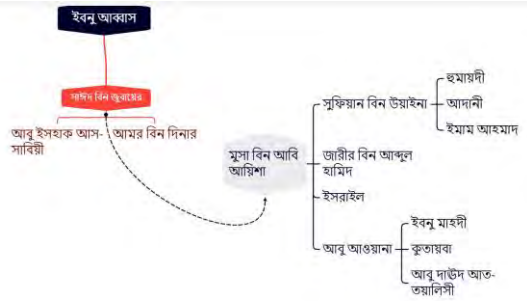 ইবনু আব্বাস
সাঈদ বিন জুবায়ের
আবু ইসহাক আস-
সাবিয়ী
আমর বিন দিনার
মুসা বিন আবি
আয়িশা
সুফিয়ান বিন উয়াইনা
হুমায়দী
আদানী
ইমাম আহমাদ
জারীর বিন আব্দুল
হামিদ
ইসরাইল
আবু আওয়ানা
ইবনু মাহদী
কুতায়বা
আবু দাঊদ আত-
তয়ালিসী